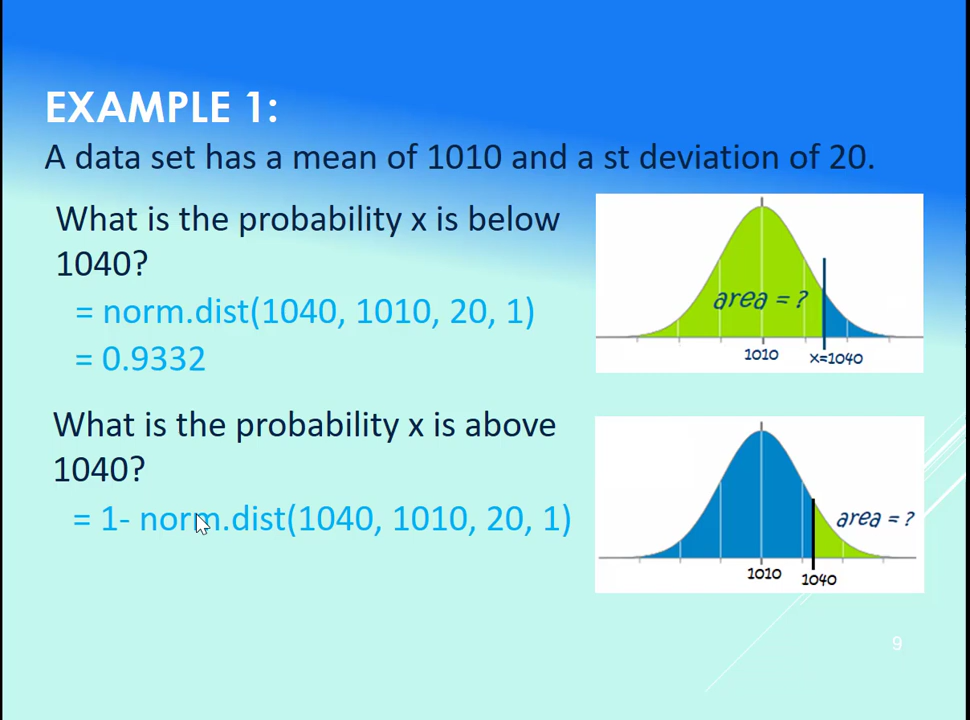 EXAMPLE 1:
A data set has a mean of 1010 and a st deviation of 20.
What is the probability x is below
1040?
= norm.dist(1040, 1010, 20, 1)
= 0.9332
area = ?
1010
x=1040
What is the probability x is above
1040?
= 1- norm.dist(1040, 1010, 20, 1)
area = ?
1010
1040
9